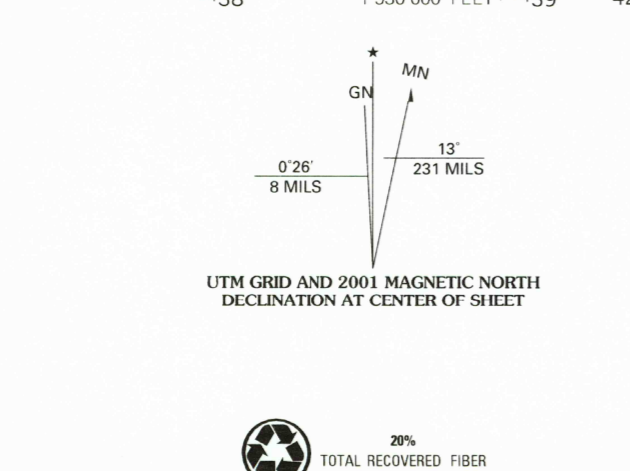 GN
MN
0°26'
8 MILS
13°
231 MILS
UTM GRID AND 2001 MAGNETIC NORTH
DECLINATION AT CENTER OF SHEET
20%
TOTAL RECOVERED FIBER